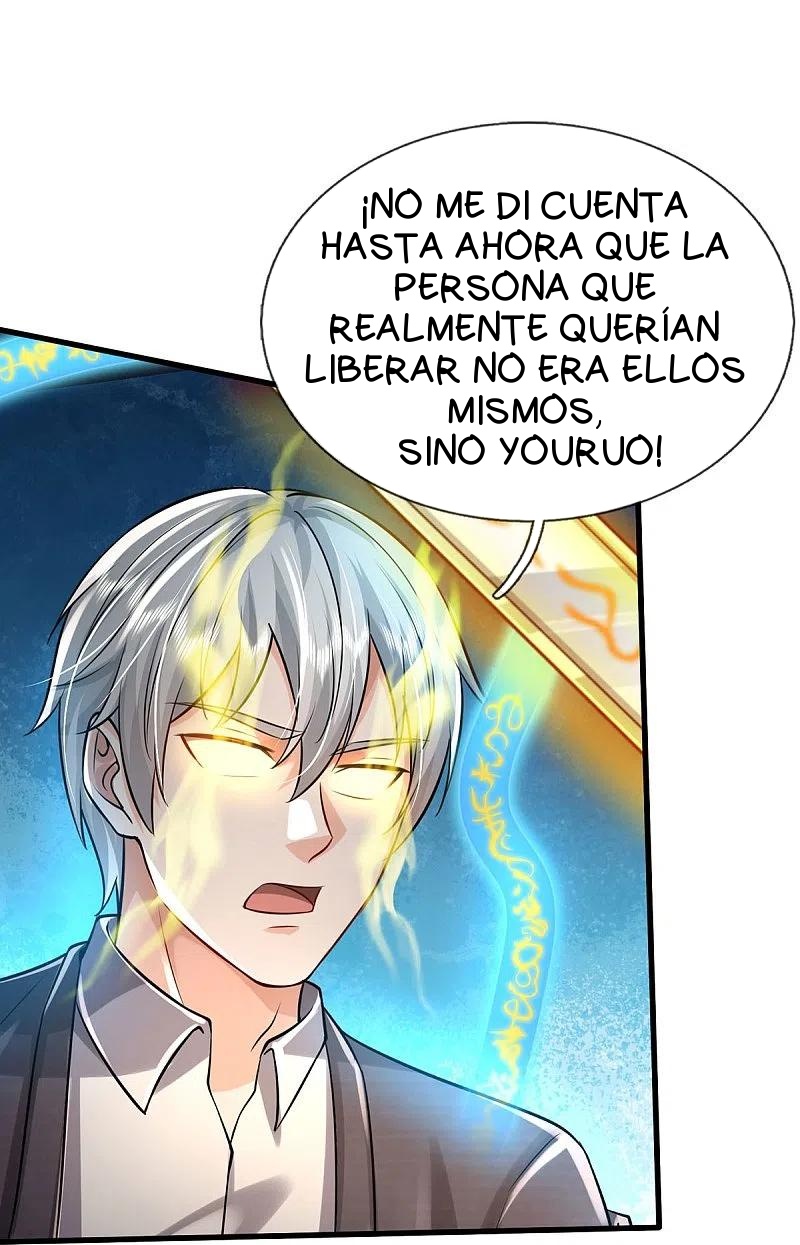 ¡NO ME DI CUENTA
HASTA AHORA QUE LA
PERSONA QUE
REALMENTE QUERÍAN
LIBERAR NO ERA ELLOS
MISMOS,
SINO YOURUO!